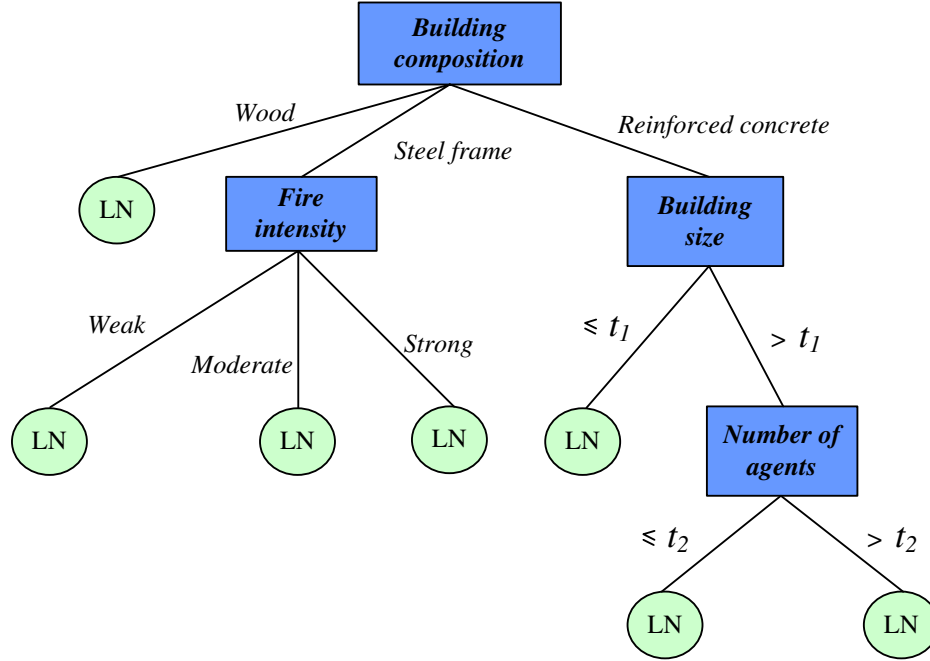 Building
composition
Wood
Reinforced concrete
Steel frame
LN
Fire
intensity
Building
size
Weak
Moderate
Strong
≤ t1
> t1
LN
LN
LN
LN
Number of
agents
≤ t2
> t2
LN
LN